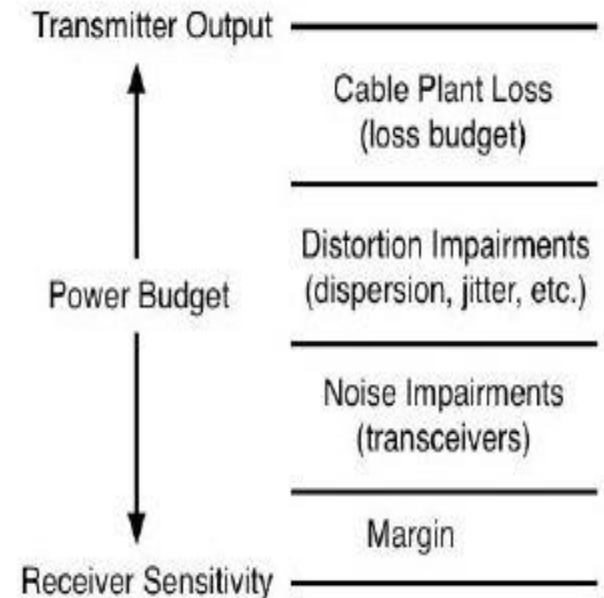 Transmitter Output
Cable Plant Loss
(loss budget)
Distortion Impairments
(dispersion, jitter, etc.)
Power Budget
Noise Impairments
(transceivers)
Margin
Receiver Sensitivity